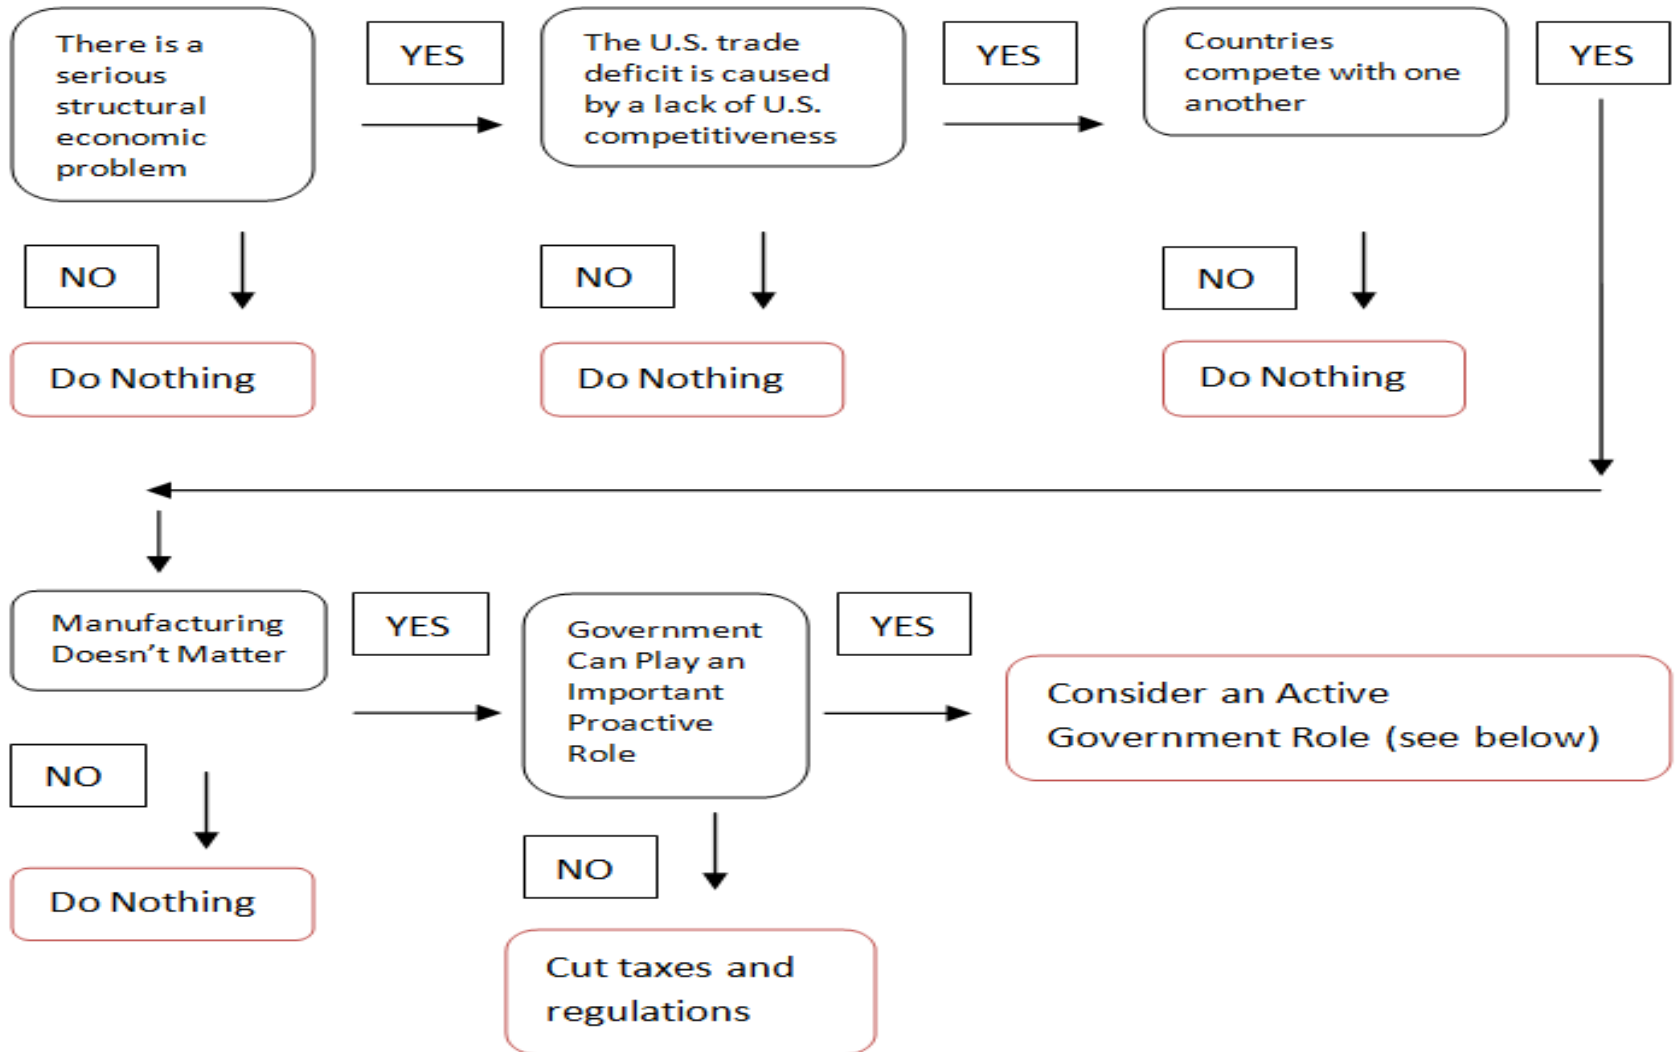 There is a
serious
structural
economic
problem
YES
The U.S. trade
deficit is caused
by a lack of U.S.
competitiveness
YES
Countries
compete with one
another
YES
NO
Do Nothing
NO
Do Nothing
NO
Do Nothing
Manufacturing
Doesn't Matter
YES
Government
Can Play an
Important
Proactive
Role
YES
Consider an Active
Government Role (see below)
NO
Do Nothing
NO
Cut taxes and
regulations